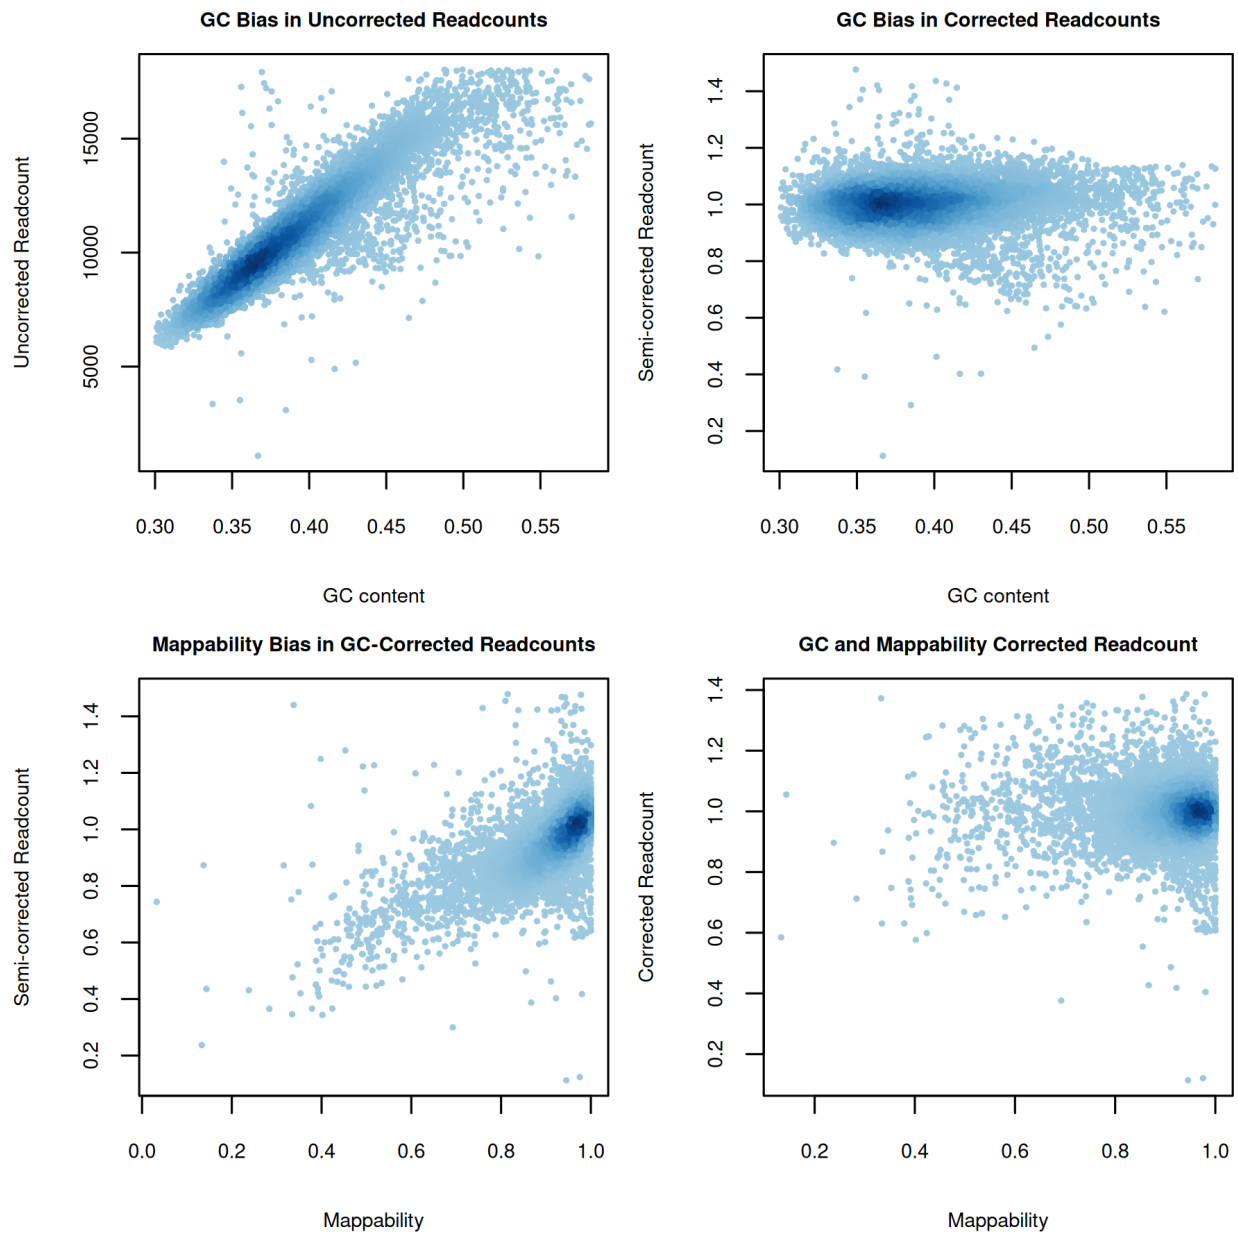 GC Bias in Uncorrected Readcounts
Uncorrected Readcount
15000
10000
5000
0.30 0.35 0.40 0.45 0.50 0.55
GC content
GC Bias in Corrected Readcounts
Semi-corrected Readcount
1.4
1.2
1.0
0.8
0.6
0.4
0.2
0.30 0.35 0.40 0.45 0.50 0.55
GC content
Mappability Bias in GC-Corrected Readcounts
Semi-corrected Readcount
1.4
1.2
1.0
0.8
0.6
0.4
0.2
0.0 0.2 0.4 0.6 0.8 1.0
Mappability
GC and Mappability Corrected Readcount
Corrected Readcount
1.4
1.2
1.0
0.8
0.6
0.4
0.2
0.2 0.4 0.6 0.8 1.0
Mappability